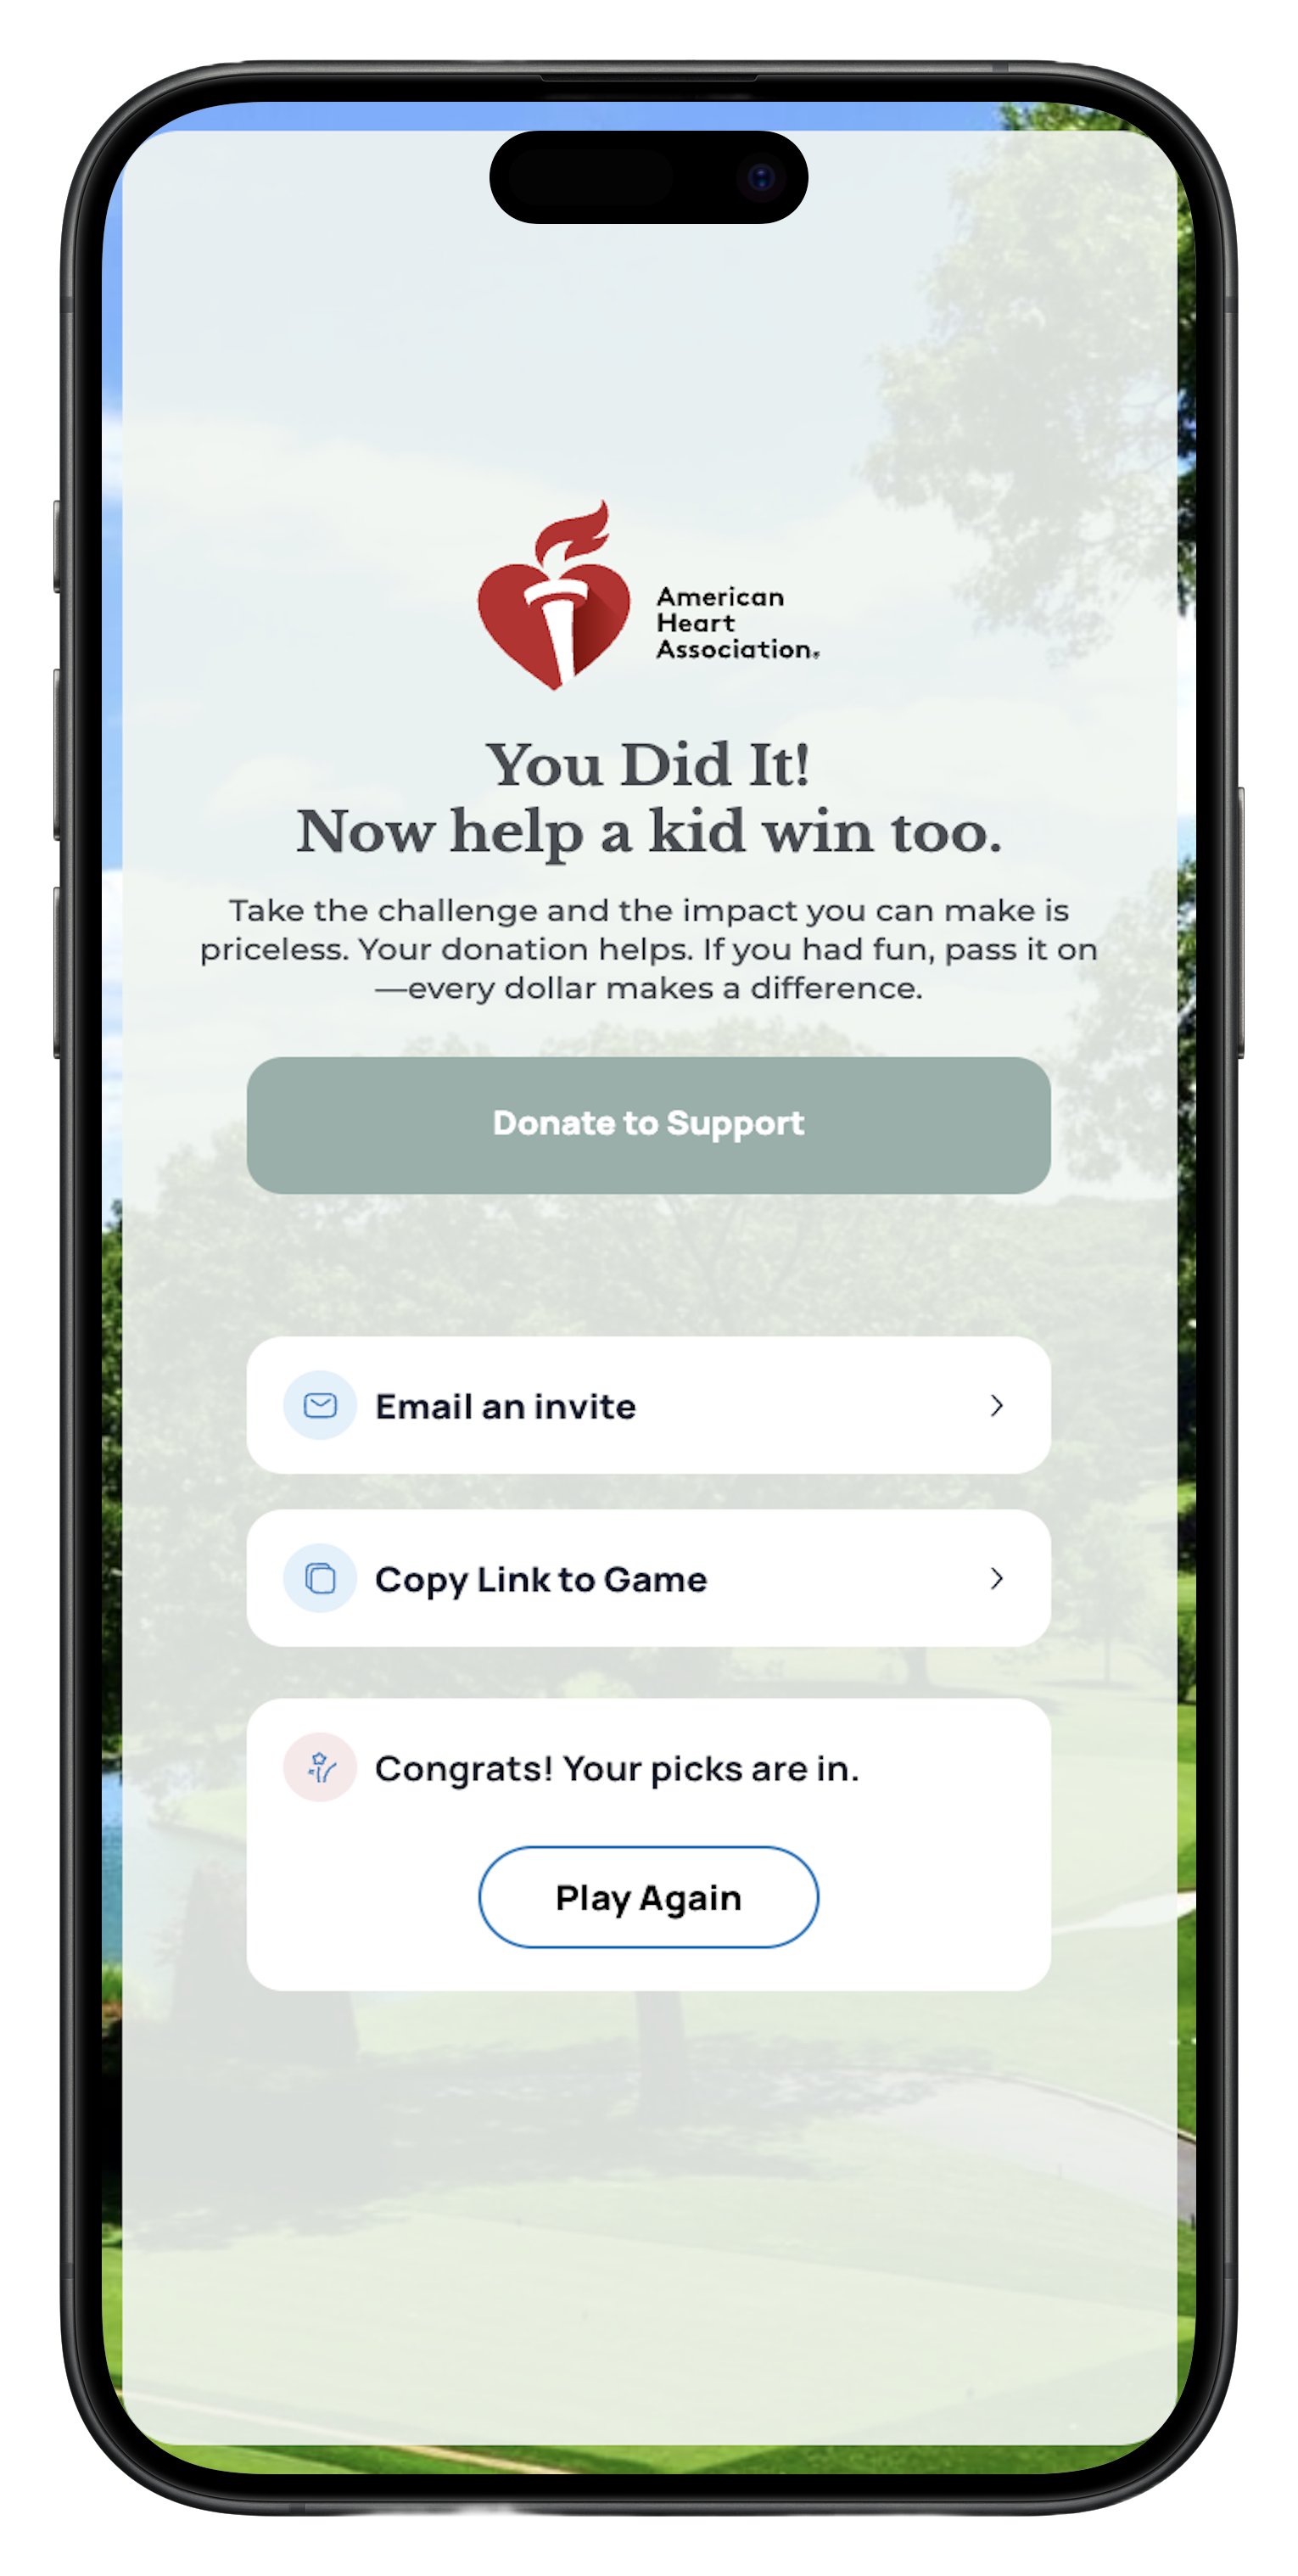 American
Heart
Association®
You Did It!
Now help a kid win too.
Take the challenge and the impact you can make is
priceless. Your donation helps. If you had fun, pass it on
—every dollar makes a difference.
Donate to Support
Email an invite
Copy Link to Game
Congrats! Your picks are in.
Play Again